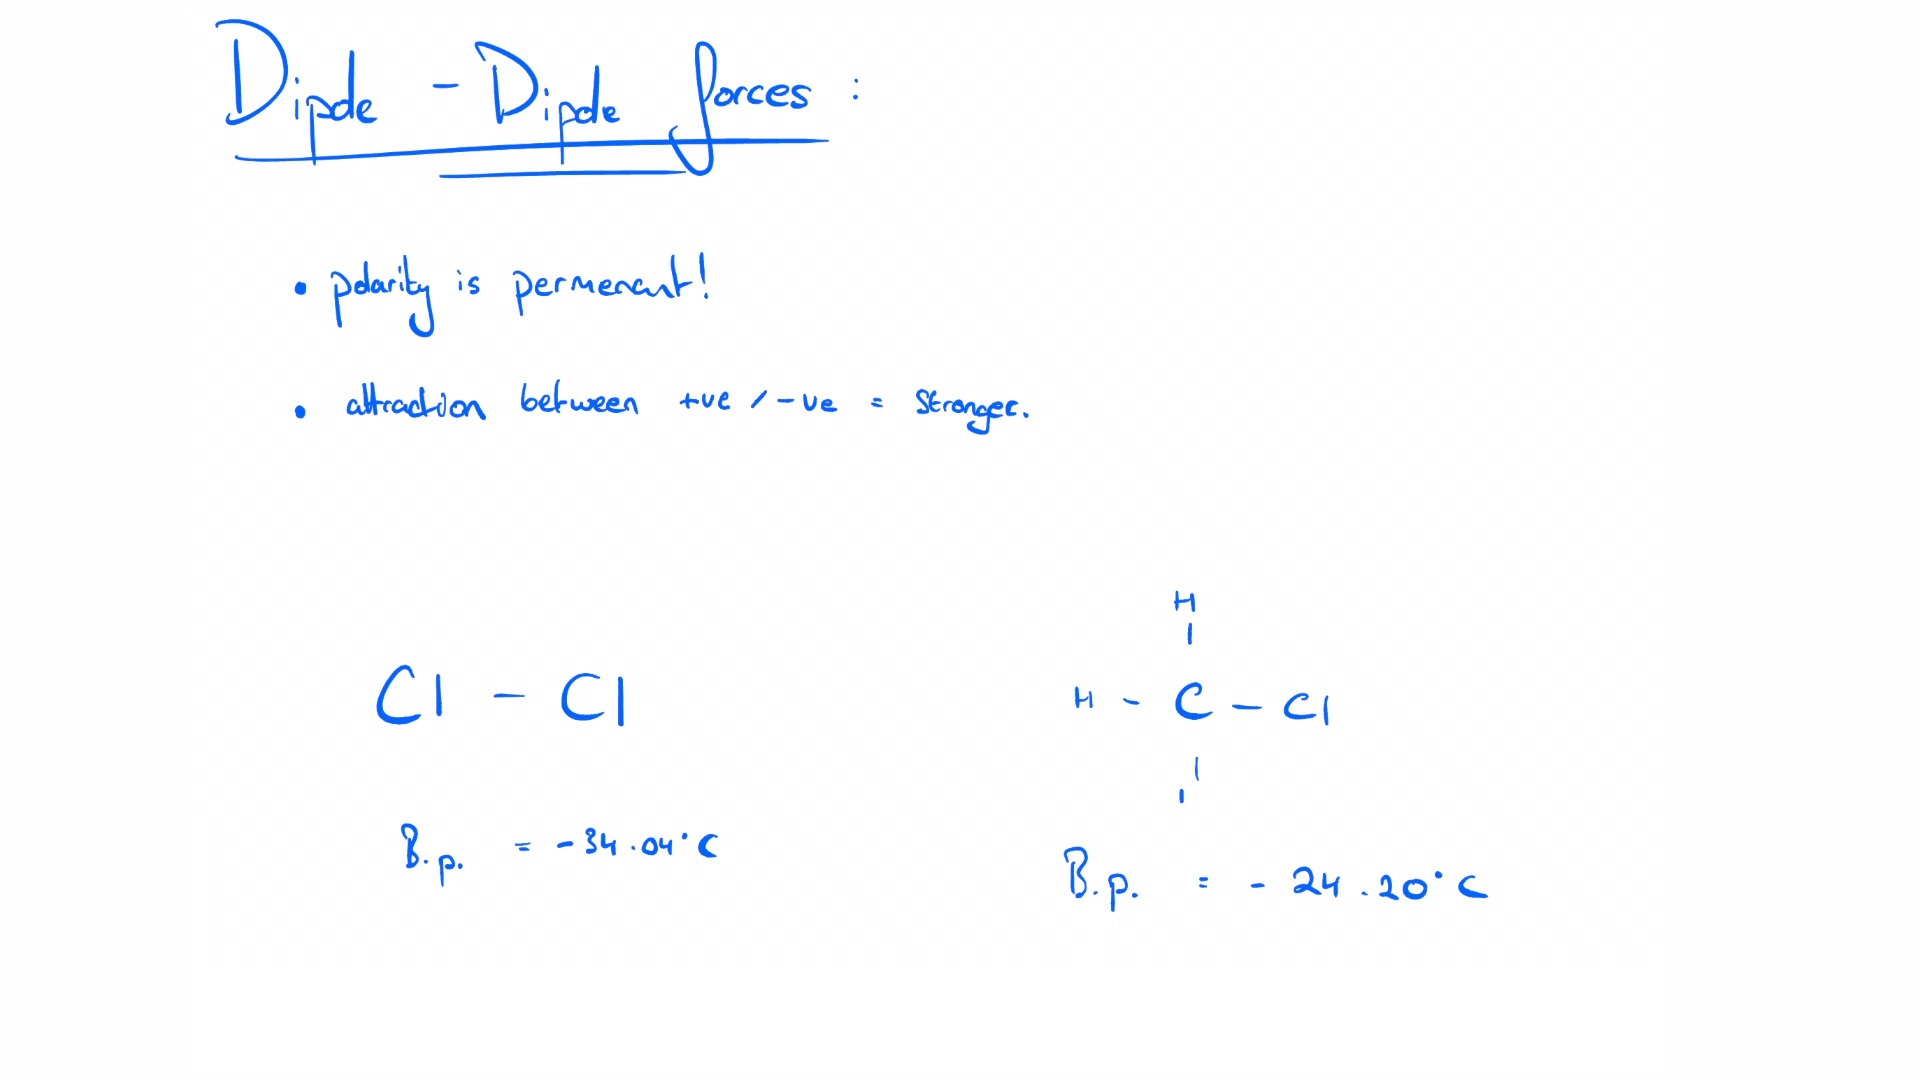 Dipole - Dipole forces :
• polarity is permenant!
• attraction between +ve / -ve = stronger.
Cl - Cl
B.p. = -34.04°C
H
H - C - Cl
B.p. = - 24.20°C